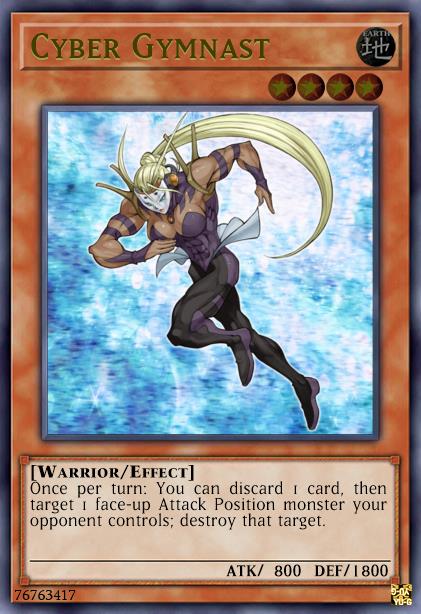 CYBER GYMNAST
EARTH
地
[WARRIOR/EFFECT]
Once per turn: You can discard 1 card, then
target 1 face-up Attack Position monster your
opponent controls; destroy that target.
ATK/ 800 DEF/1800
76763417